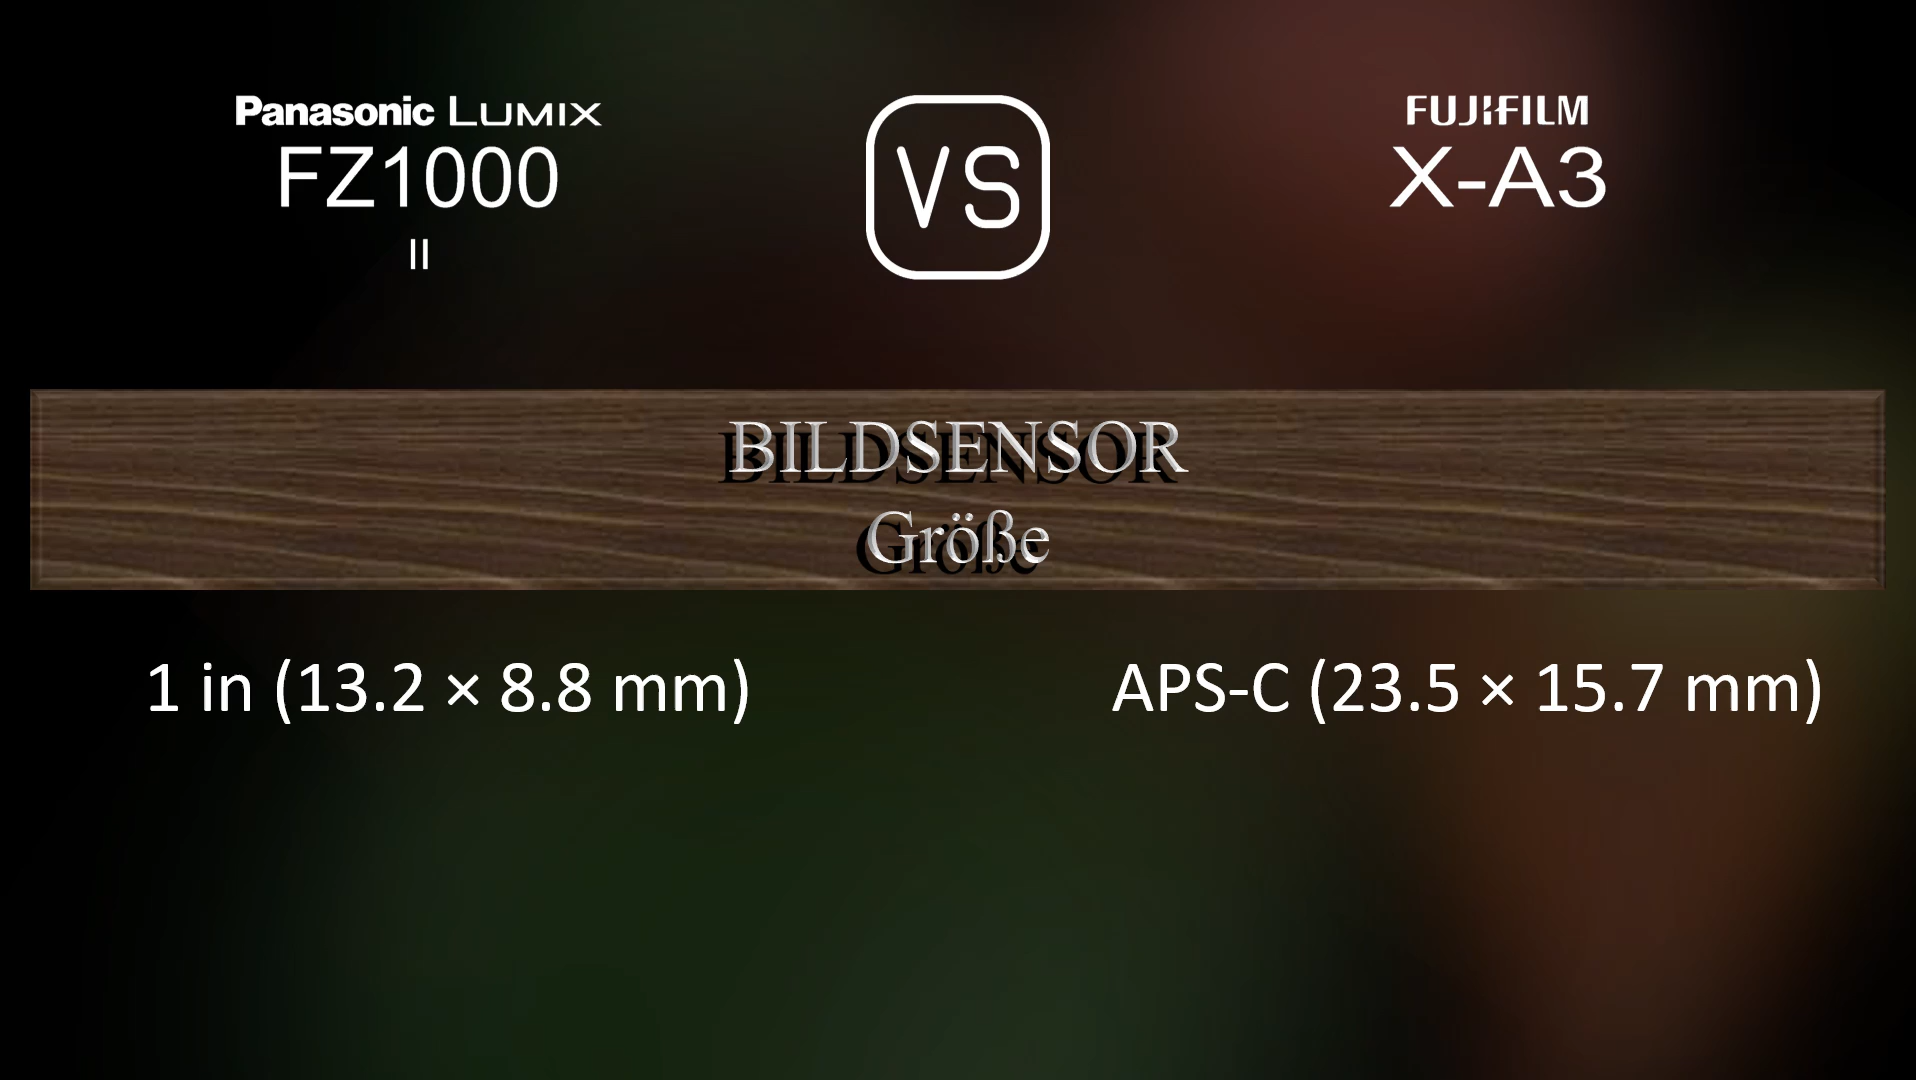 Panasonic LUMIX
FZ1000
II
VS
FUJIFILM
X-A3
BILDSENSOR
Größe
1 in (13.2 × 8.8 mm)
APS-C (23.5 × 15.7 mm)